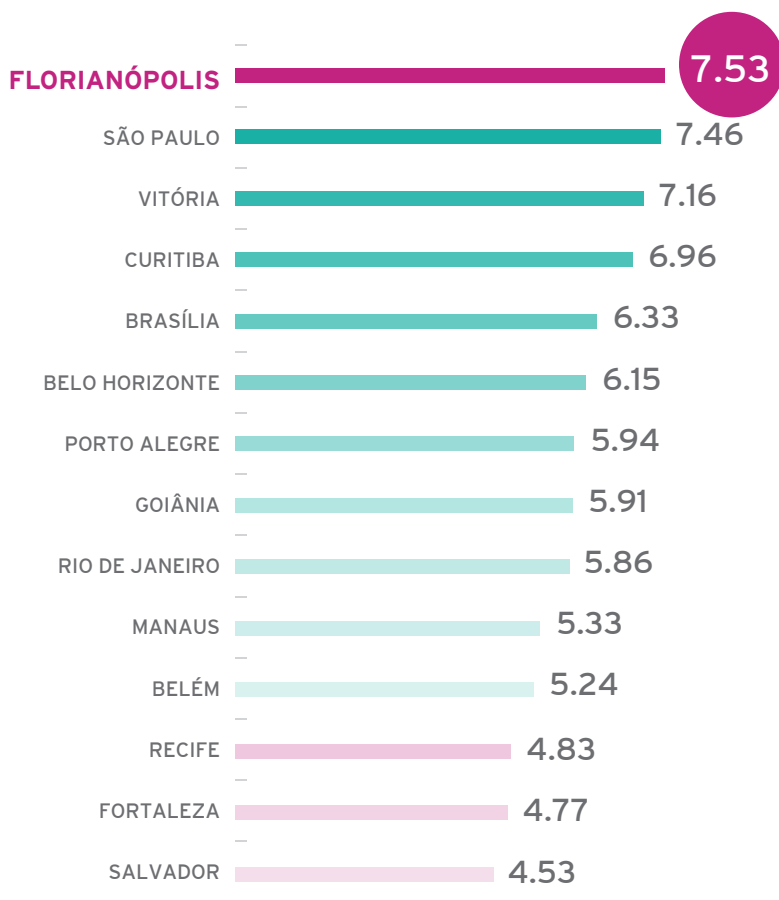 FLORIANÓPOLIS 7.53
SÃO PAULO 7.46
VITÓRIA 7.16
CURITIBA 6.96
BRASÍLIA 6.33
BELO HORIZONTE 6.15
PORTO ALEGRE 5.94
GOIÂNIA 5.91
RIO DE JANEIRO 5.86
MANAUS 5.33
BELÉM 5.24
RECIFE 4.83
FORTALEZA 4.77
SALVADOR 4.53